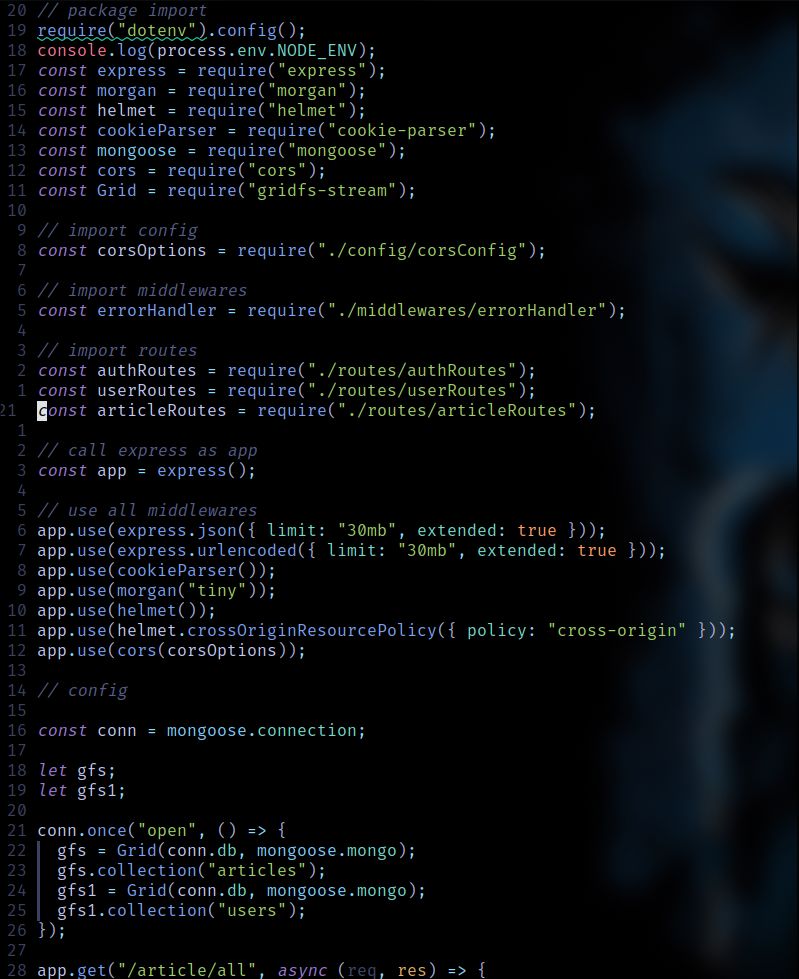 20 // package import
19 require("dotenv").config();
18 console.log(process.env.NODE_ENV);
17 const express = require("express");
16 const morgan = require("morgan");
15 const helmet = require("helmet");
14 const cookieParser = require("cookie-parser");
13 const mongoose = require("mongoose");
12 const cors = require("cors");
11 const Grid = require("gridfs-stream");
10
9 // import config
8 const corsOptions = require("./config/corsConfig");
7
6 // import middlewares
5 const errorHandler = require("./middlewares/errorHandler");
4
3 // import routes
2 const authRoutes = require("./routes/authRoutes");
1 const userRoutes = require("./routes/userRoutes");
21 const articleRoutes = require("./routes/articleRoutes");
1
2 // call express as app
3 const app = express();
4
5 // use all middlewares
6 app.use(express.json({ limit: "30mb", extended: true }));
7 app.use(express.urlencoded({ limit: "30mb", extended: true }));
8 app.use(cookieParser());
9 app.use(morgan("tiny"));
10 app.use(helmet());
11 app.use(helmet.crossOriginResourcePolicy({ policy: "cross-origin" }));
12 app.use(cors(corsOptions));
13
14 // config
15
16 const conn = mongoose.connection;
17
18 let gfs;
19 let gfs1;
20
21 conn.once("open", () => {
22 gfs = Grid(conn.db, mongoose.mongo);
23 gfs.collection("articles");
24 gfs1 = Grid(conn.db, mongoose.mongo);
25 gfs1.collection("users");
26 });
27
28 app.get("/article/all", async (req, res) => {